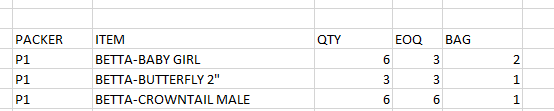 PACKER ITEM QTY EOQ BAG
P1 BETTA-BABY GIRL 6 3 2
P1 BETTA-BUTTERFLY 2" 3 3 1
P1 BETTA-CROWNTAIL MALE 6 6 1